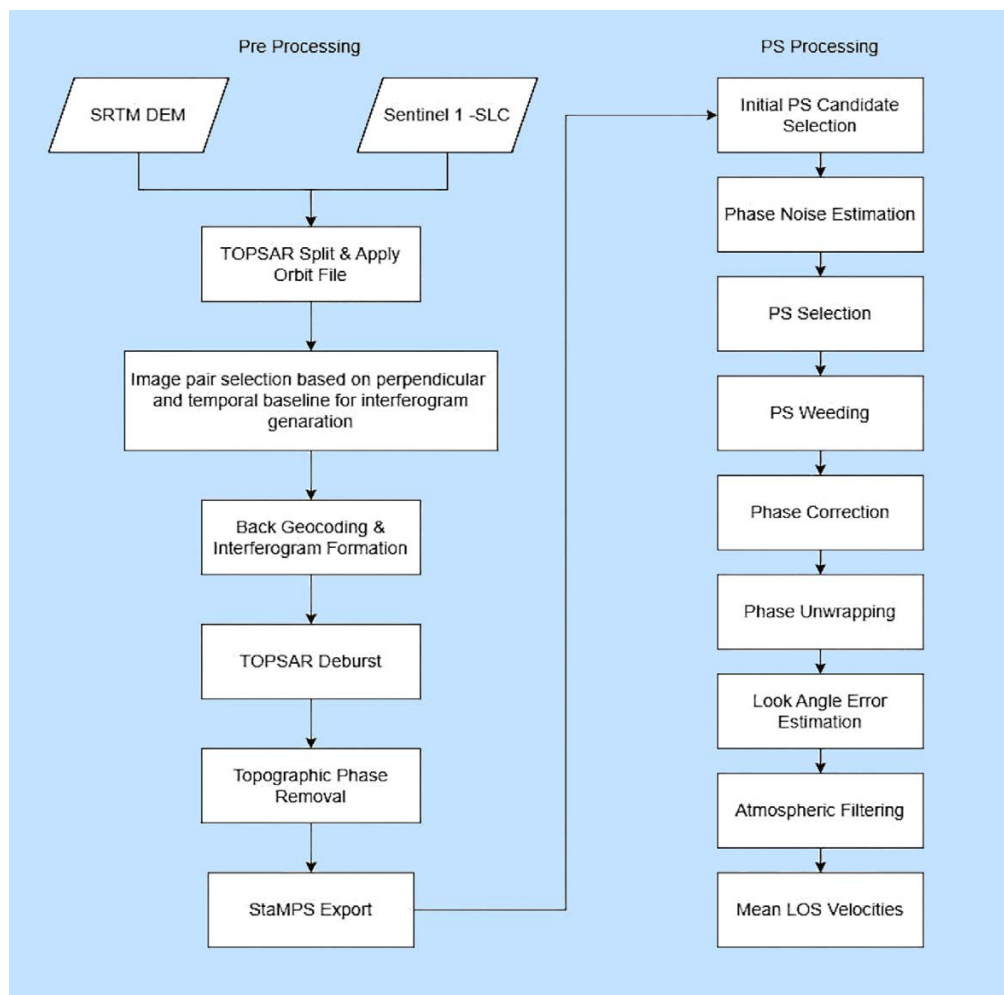 Pre Processing
SRTM DEM
Sentinel 1 -SLC
TOPSAR Split & Apply
Orbit File
Image pair selection based on perpendicular
and temporal baseline for interferogram
genaration
Back Geocoding &
Interferogram Formation
TOPSAR Deburst
Topographic Phase
Removal
StaMPS Export
PS Processing
Initial PS Candidate
Selection
Phase Noise Estimation
PS Selection
PS Weeding
Phase Correction
Phase Unwrapping
Look Angle Error
Estimation
Atmospheric Filtering
Mean LOS Velocities